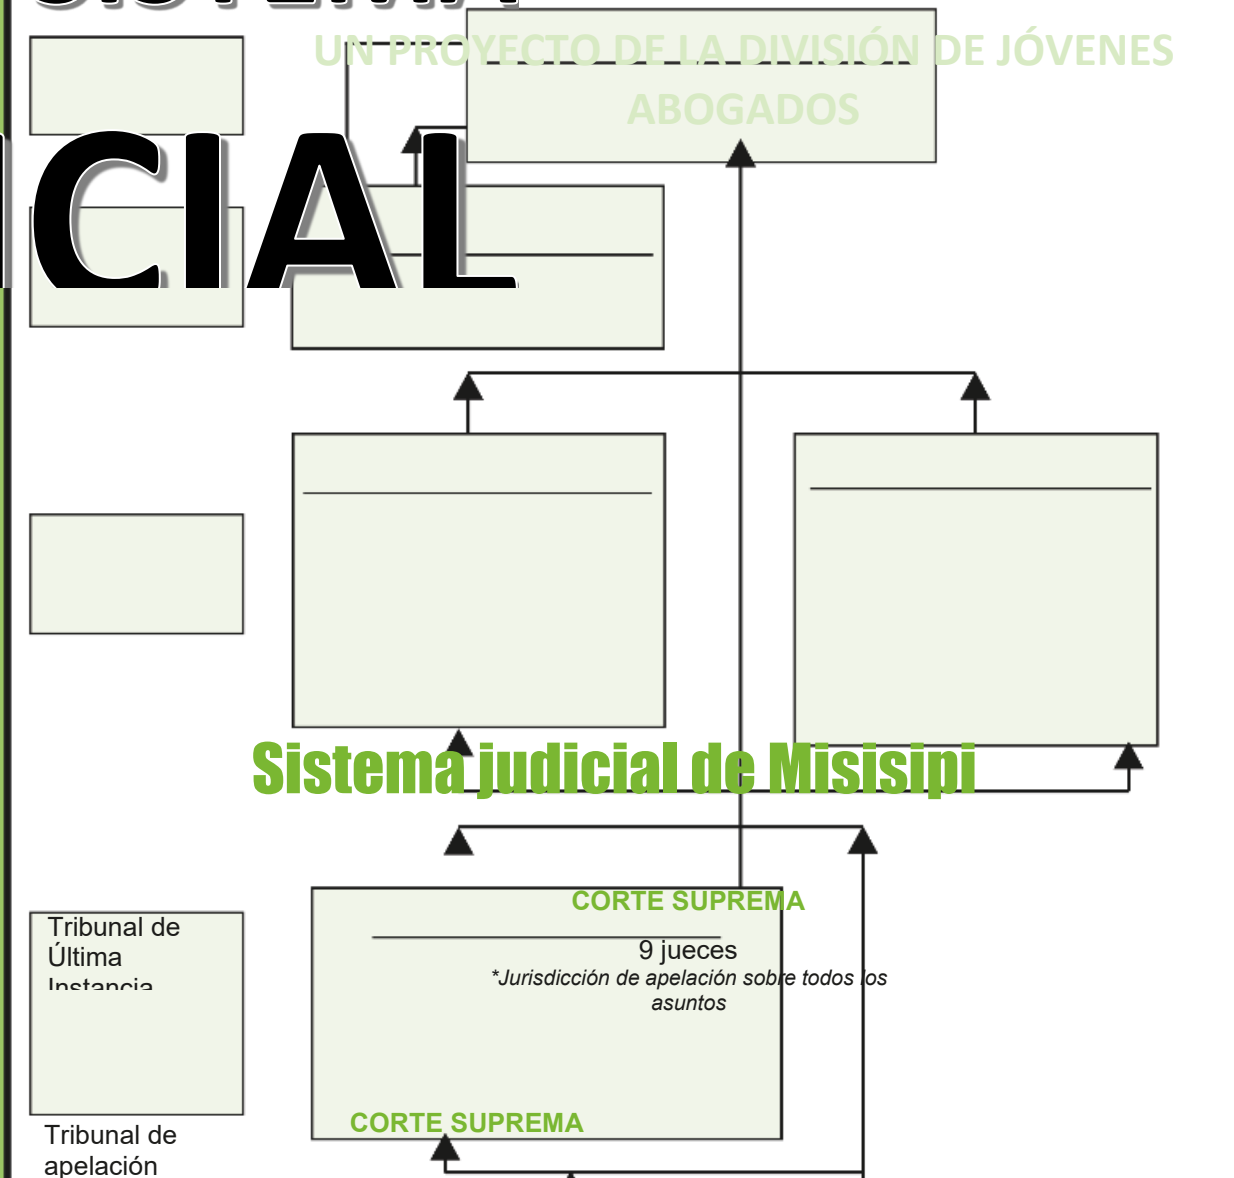 UN PROYECTO DE LA DIVISIÓN DE JÓVENES
ABOGADOS
CIAL
Sistema judicial de Misisipi
CORTE SUPREMA
Tribunal de
Última
Instancia
9 jueces
*Jurisdicción de apelación sobre todos los
asuntos
CORTE SUPREMA
Tribunal de
apelación